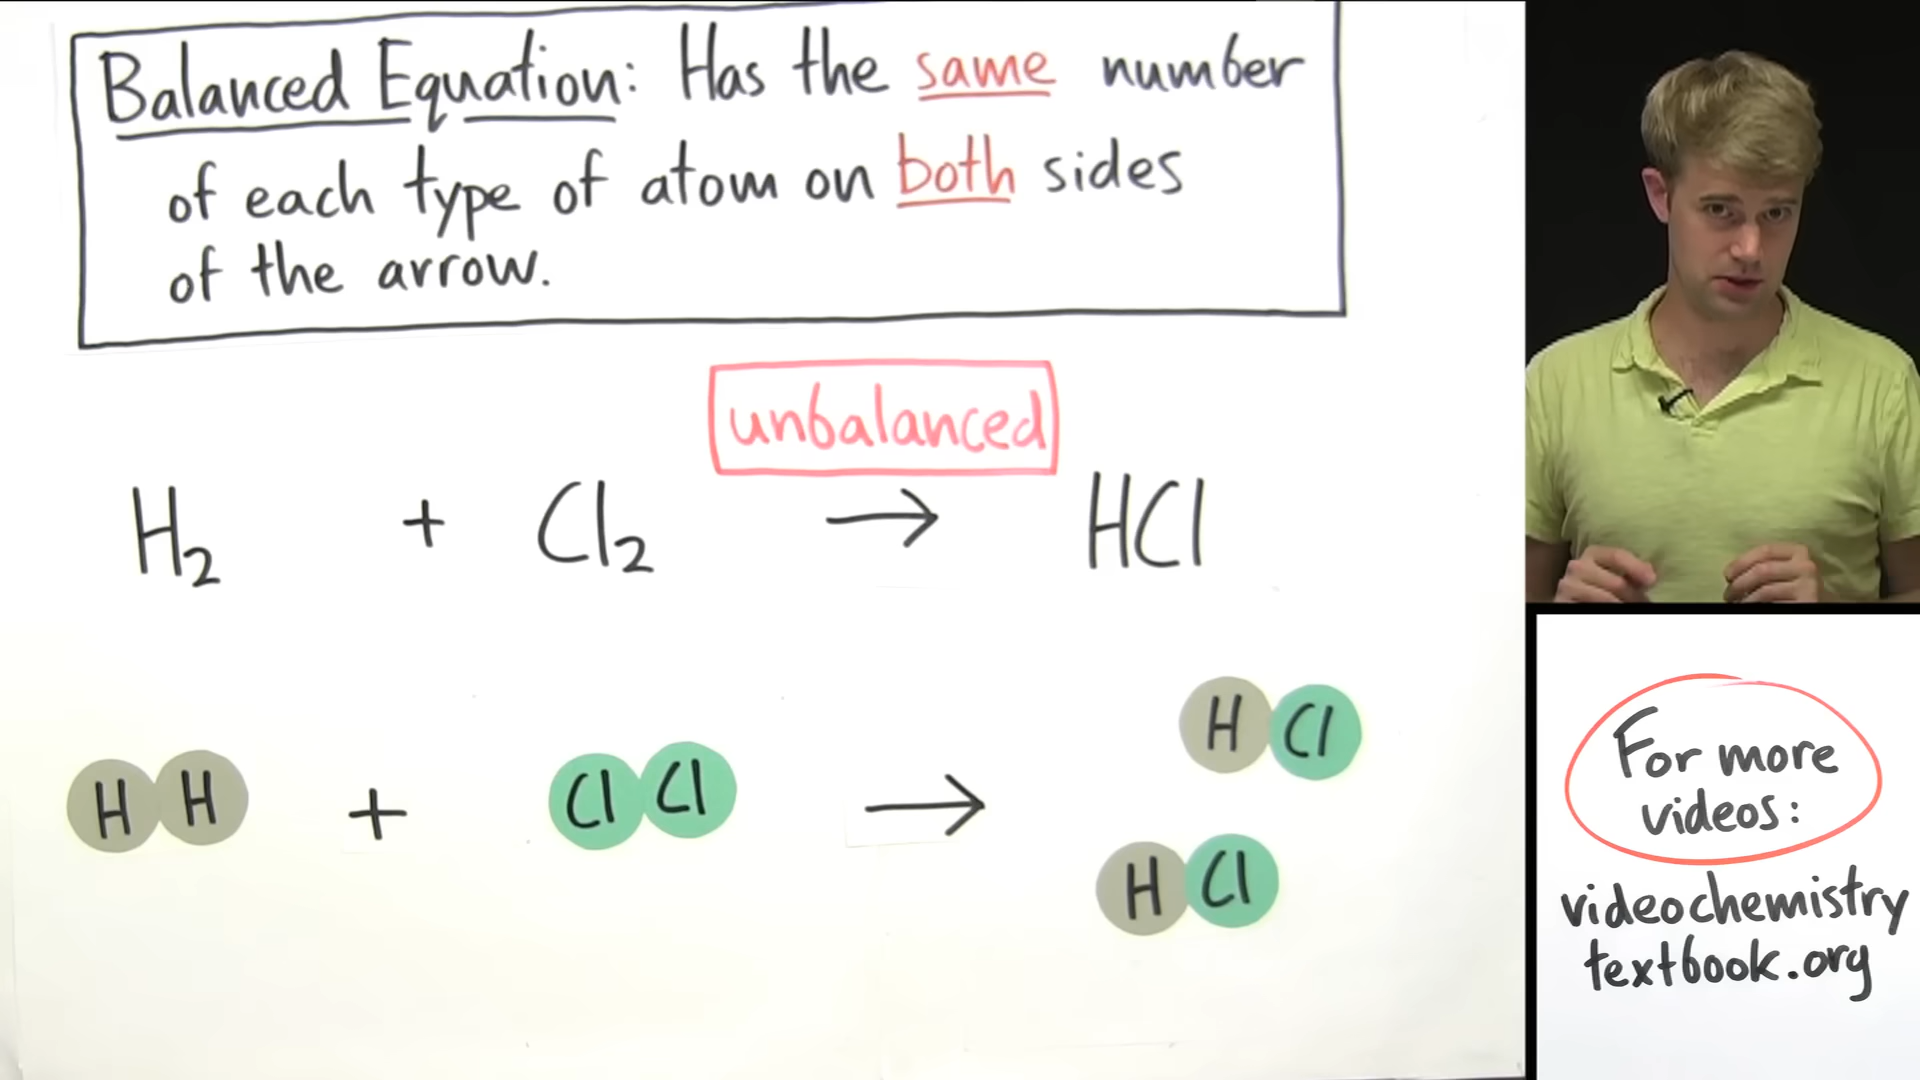 Balanced Equation: Has the same number
of each type of atom on both sides
of the arrow.
unbalanced
H₂ + Cl₂ → HCl
H H + Cl Cl → H Cl
H Cl
For more
videos:
videochemistry
textbook.org